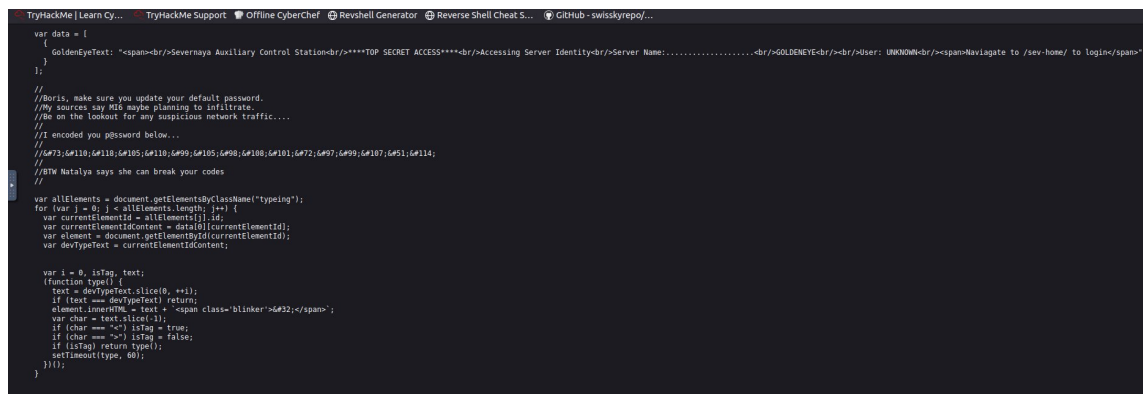 TryHackMe | Learn Cy... TryHackMe Support Offline CyberChef Revshell Generator Reverse Shell Cheat S... GitHub - swisskyrepo/...
var data = [
  {
    GoldenEyeText: "<span><br/>Severnaya Auxiliary Control Station<br/>****TOP SECRET ACCESS****<br/>Accessing Server Identity<br/>Server Name:....................<br/>GOLDENEYE<br/><br/>User: UNKNOWN<br/><span>Naviagate to /sev-home/ to login</span>"
  }
];

//
//Boris, make sure you update your default password.
//My sources say MI6 maybe planning to infiltrate.
//Be on the lookout for any suspicious network traffic....
//
//I encoded you p@ssword below...
//
//&#73;&#110;&#118;&#105;&#110;&#99;&#105;&#98;&#108;&#101;&#72;&#97;&#99;&#107;&#51;&#114;
//
//BTW Natalya says she can break your codes
//

var allElements = document.getElementsByClassName("typeing");
for (var j = 0; j < allElements.length; j++) {
  var currentElementId = allElements[j].id;
  var currentElementIdContent = data[0][currentElementId];
  var element = document.getElementById(currentElementId);
  var devTypeText = currentElementIdContent;


  var i = 0, isTag, text;
  (function type() {
    text = devTypeText.slice(0, ++i);
    if (text === devTypeText) return;
    element.innerHTML = text + `<span class='blinker'>&#32;</span>`;
    var char = text.slice(-1);
    if (char === "<") isTag = true;
    if (char === ">") isTag = false;
    if (isTag) return type();
    setTimeout(type, 60);
  })();
}